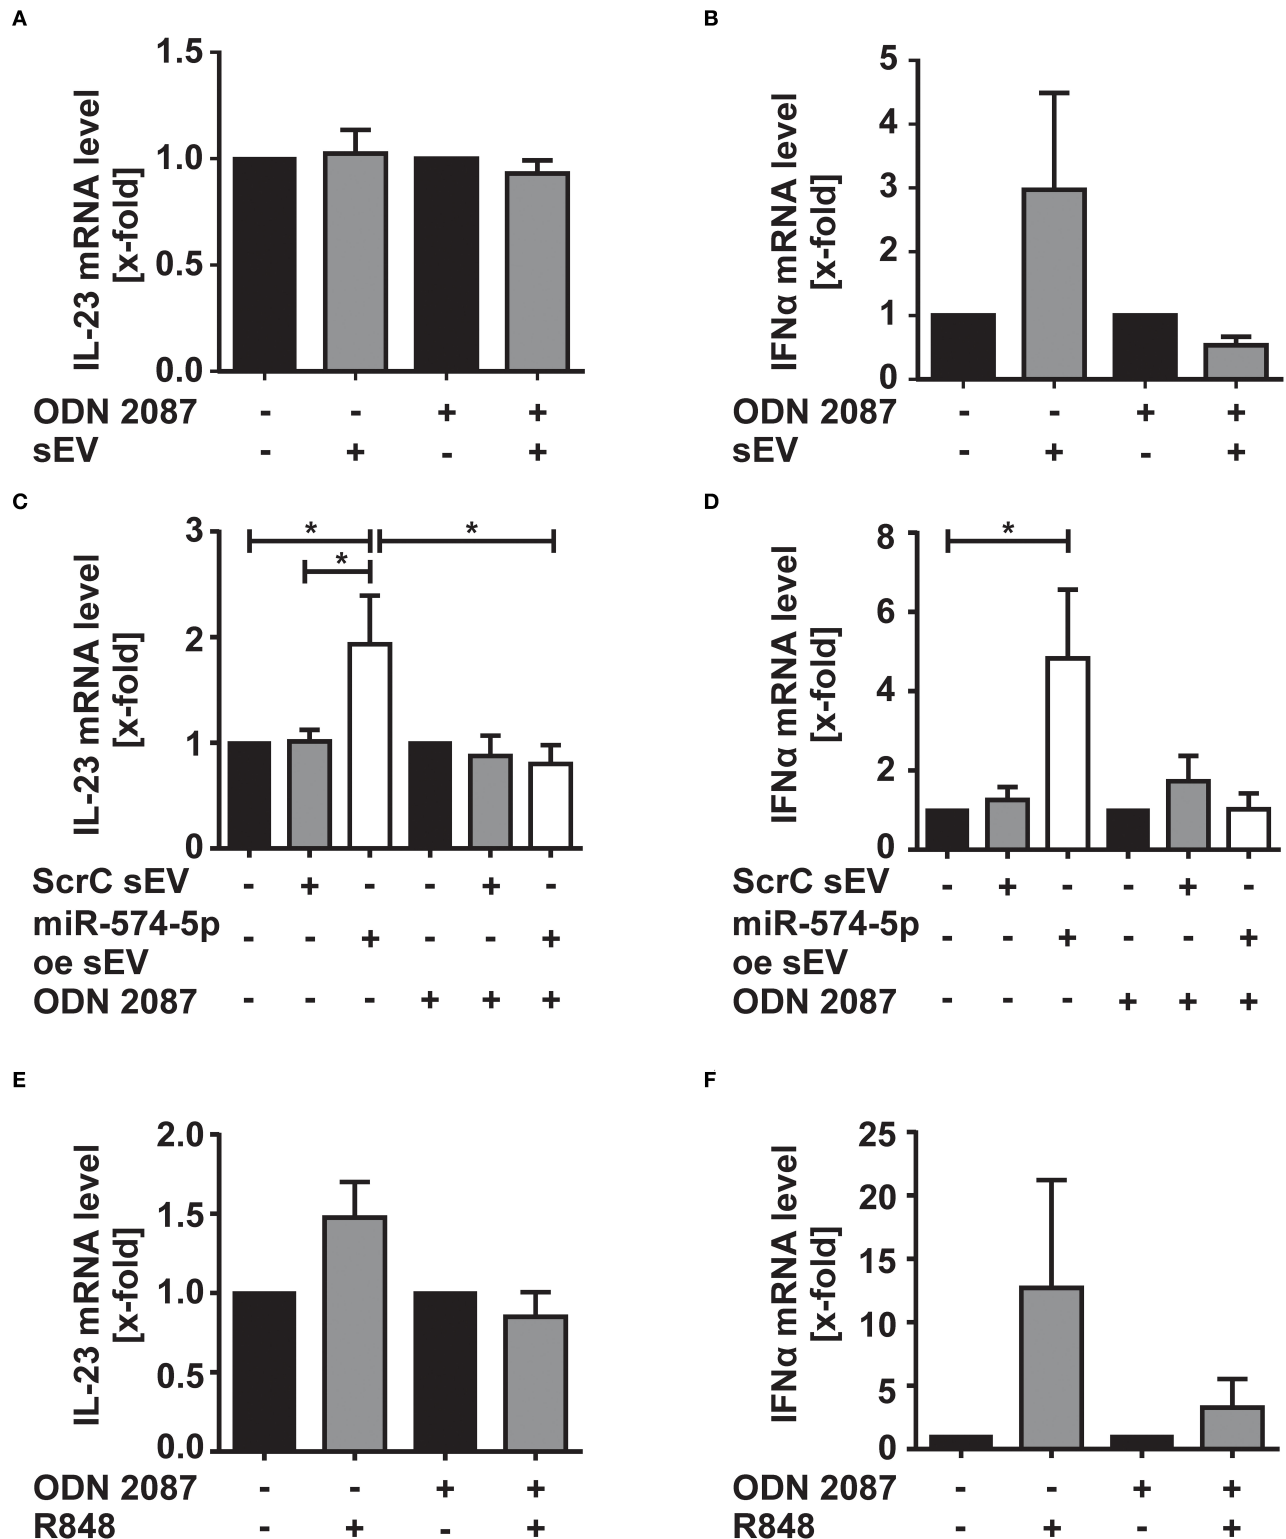 A
IL-23 mRNA level
[x-fold]
1.5
1.0
0.5
0.0
ODN 2087 - - + +
sEV - + - +
B
IFNα mRNA level
[x-fold]
5
4
3
2
1
0
ODN 2087 - - + +
sEV - + - +
C
IL-23 mRNA level
[x-fold]
3
2
1
0
* *
*
ScrC sEV - + - - + -
miR-574-5p
oe sEV - - + - - +
ODN 2087 - - - + + +
D
IFNα mRNA level
[x-fold]
8
6
4
2
0
*
ScrC sEV - + - - + -
miR-574-5p
oe sEV - - + - - +
ODN 2087 - - - + + +
E
IL-23 mRNA level
[x-fold]
2.0
1.5
1.0
0.5
0.0
ODN 2087 - - + +
R848 - + - +
F
IFNα mRNA level
[x-fold]
25
20
15
10
5
0
ODN 2087 - - + +
R848 - + - +